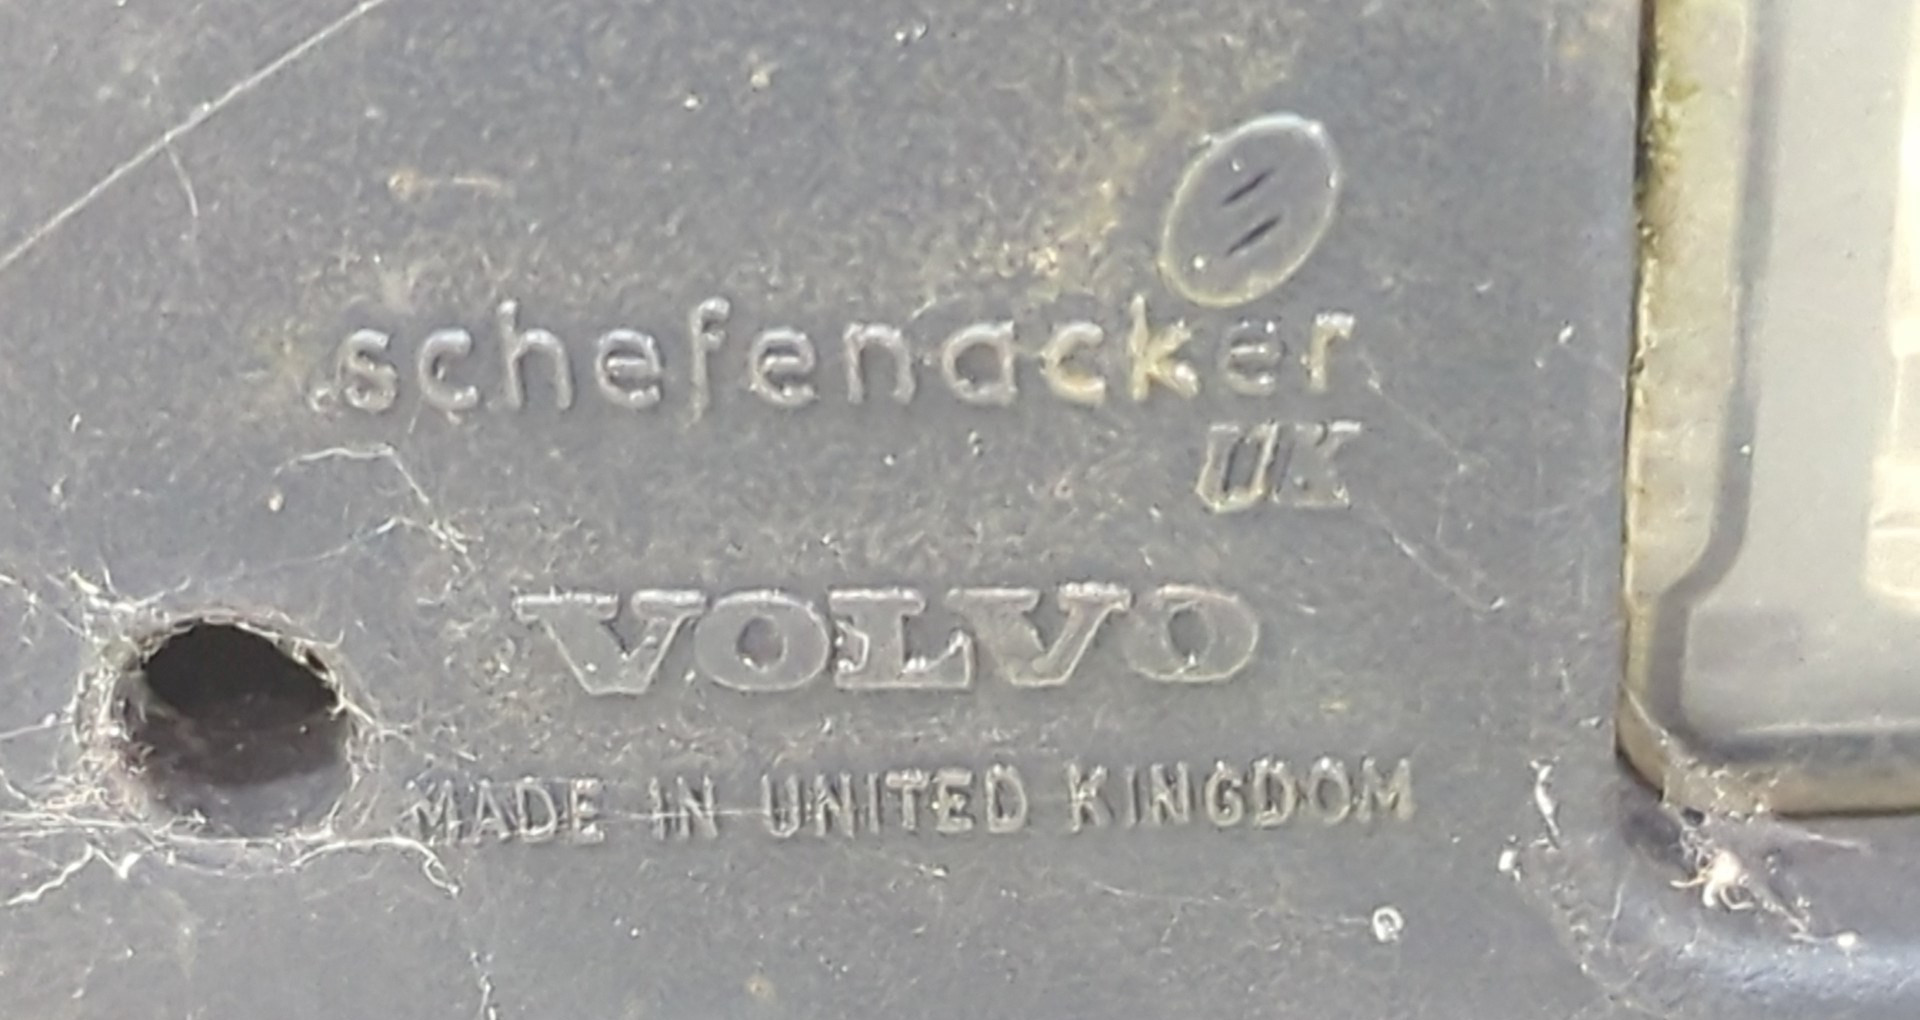 schefenacker
UK
VOLVO
MADE IN UNITED KINGDOM